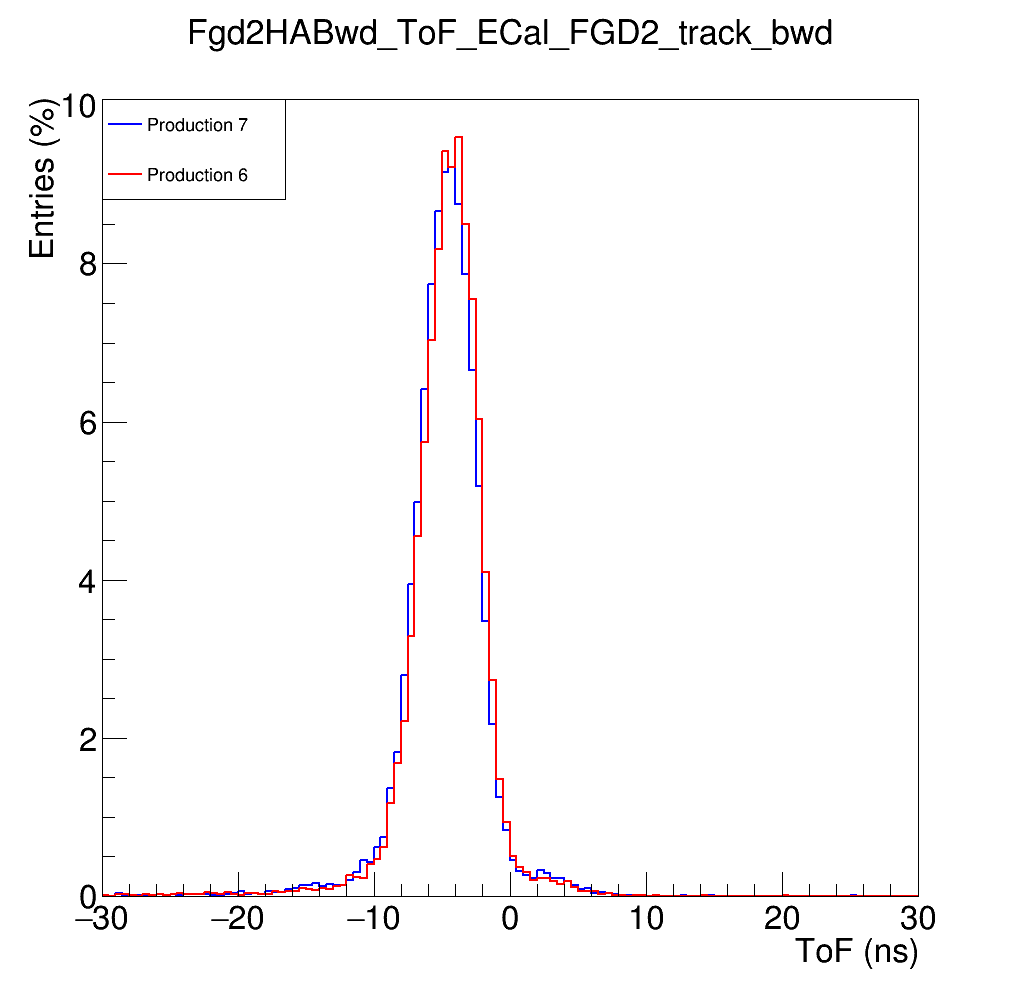 Fgd2HABwd_ToF_ECal_FGD2_track_bwd
Entries (%)
10
8
6
4
2
0
Production 7
Production 6
−30 −20 −10 0 10 20 30
ToF (ns)